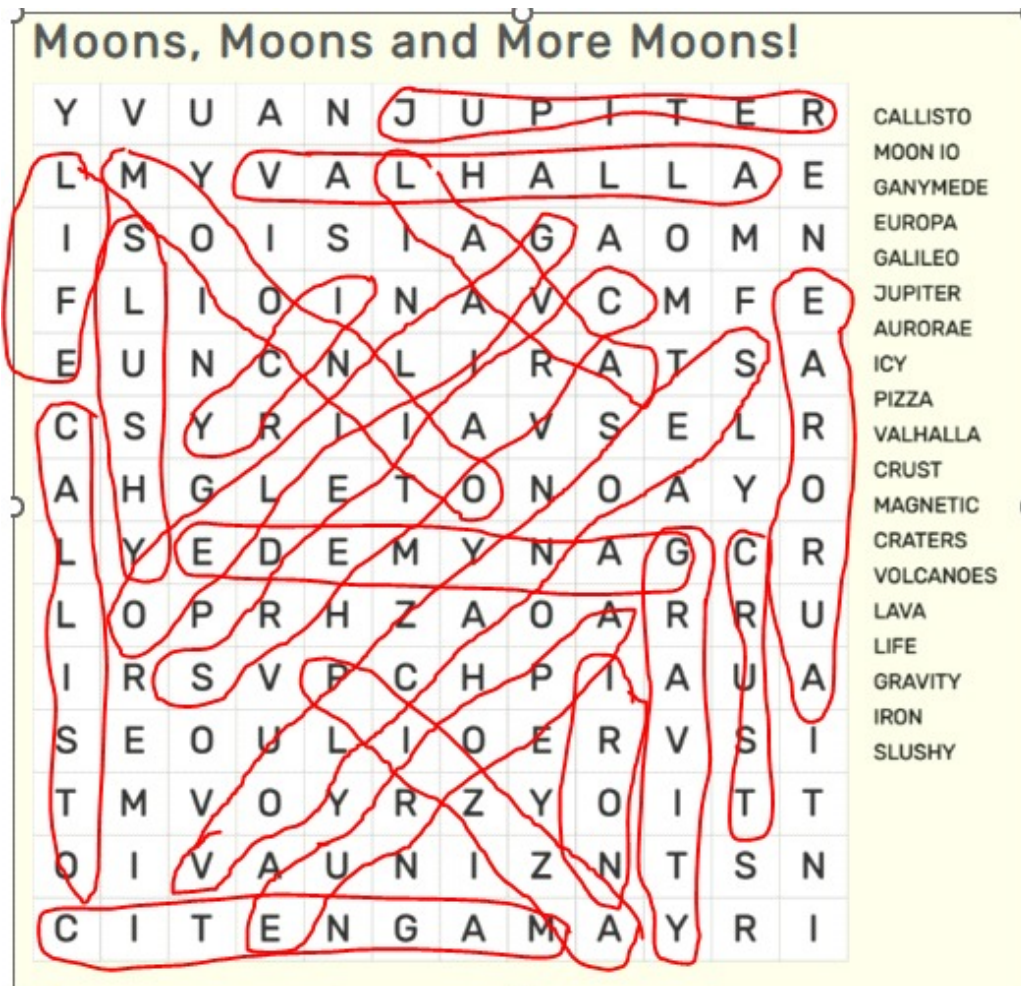 Moons, Moons and More Moons!
Y V U A N J U P I T E R
L M Y V A L H A L L A E
I S O I S I A G A O M N
F L I O I N A V C M F E
E U N C N L I R A T S A
C S Y R I I A V S E L R
A H G L E T O N O A Y O
L Y E D E M Y N A G C R
L O P R H Z A O A R R U
I R S V P C H P I A U A
S E O U L I O E R V S I
T M V O Y R Z Y O I T T
O I V A U N I Z N T S N
C I T E N G A M A Y R I
CALLISTO
MOON IO
GANYMEDE
EUROPA
GALILEO
JUPITER
AURORAE
ICY
PIZZA
VALHALLA
CRUST
MAGNETIC
CRATERS
VOLCANOES
LAVA
LIFE
GRAVITY
IRON
SLUSHY